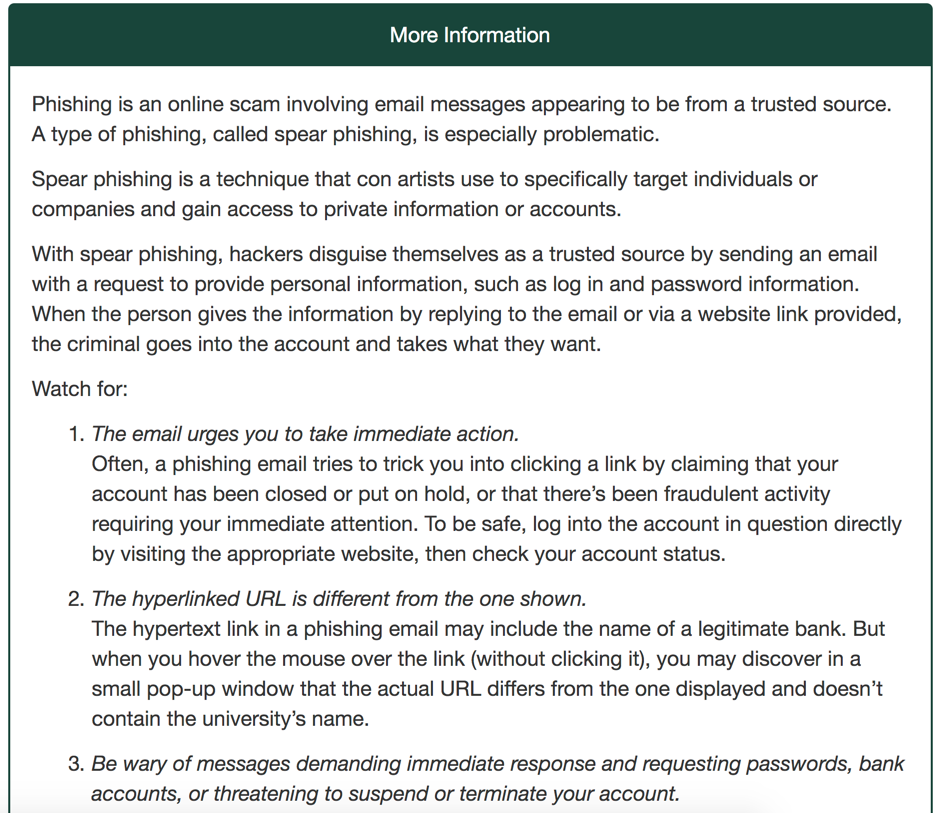 More Information
Phishing is an online scam involving email messages appearing to be from a trusted source.
A type of phishing, called spear phishing, is especially problematic.
Spear phishing is a technique that con artists use to specifically target individuals or
companies and gain access to private information or accounts.
With spear phishing, hackers disguise themselves as a trusted source by sending an email
with a request to provide personal information, such as log in and password information.
When the person gives the information by replying to the email or via a website link provided,
the criminal goes into the account and takes what they want.
Watch for:
1. The email urges you to take immediate action.
Often, a phishing email tries to trick you into clicking a link by claiming that your
account has been closed or put on hold, or that there’s been fraudulent activity
requiring your immediate attention. To be safe, log into the account in question directly
by visiting the appropriate website, then check your account status.
2. The hyperlinked URL is different from the one shown.
The hypertext link in a phishing email may include the name of a legitimate bank. But
when you hover the mouse over the link (without clicking it), you may discover in a
small pop-up window that the actual URL differs from the one displayed and doesn’t
contain the university’s name.
3. Be wary of messages demanding immediate response and requesting passwords, bank
accounts, or threatening to suspend or terminate your account.